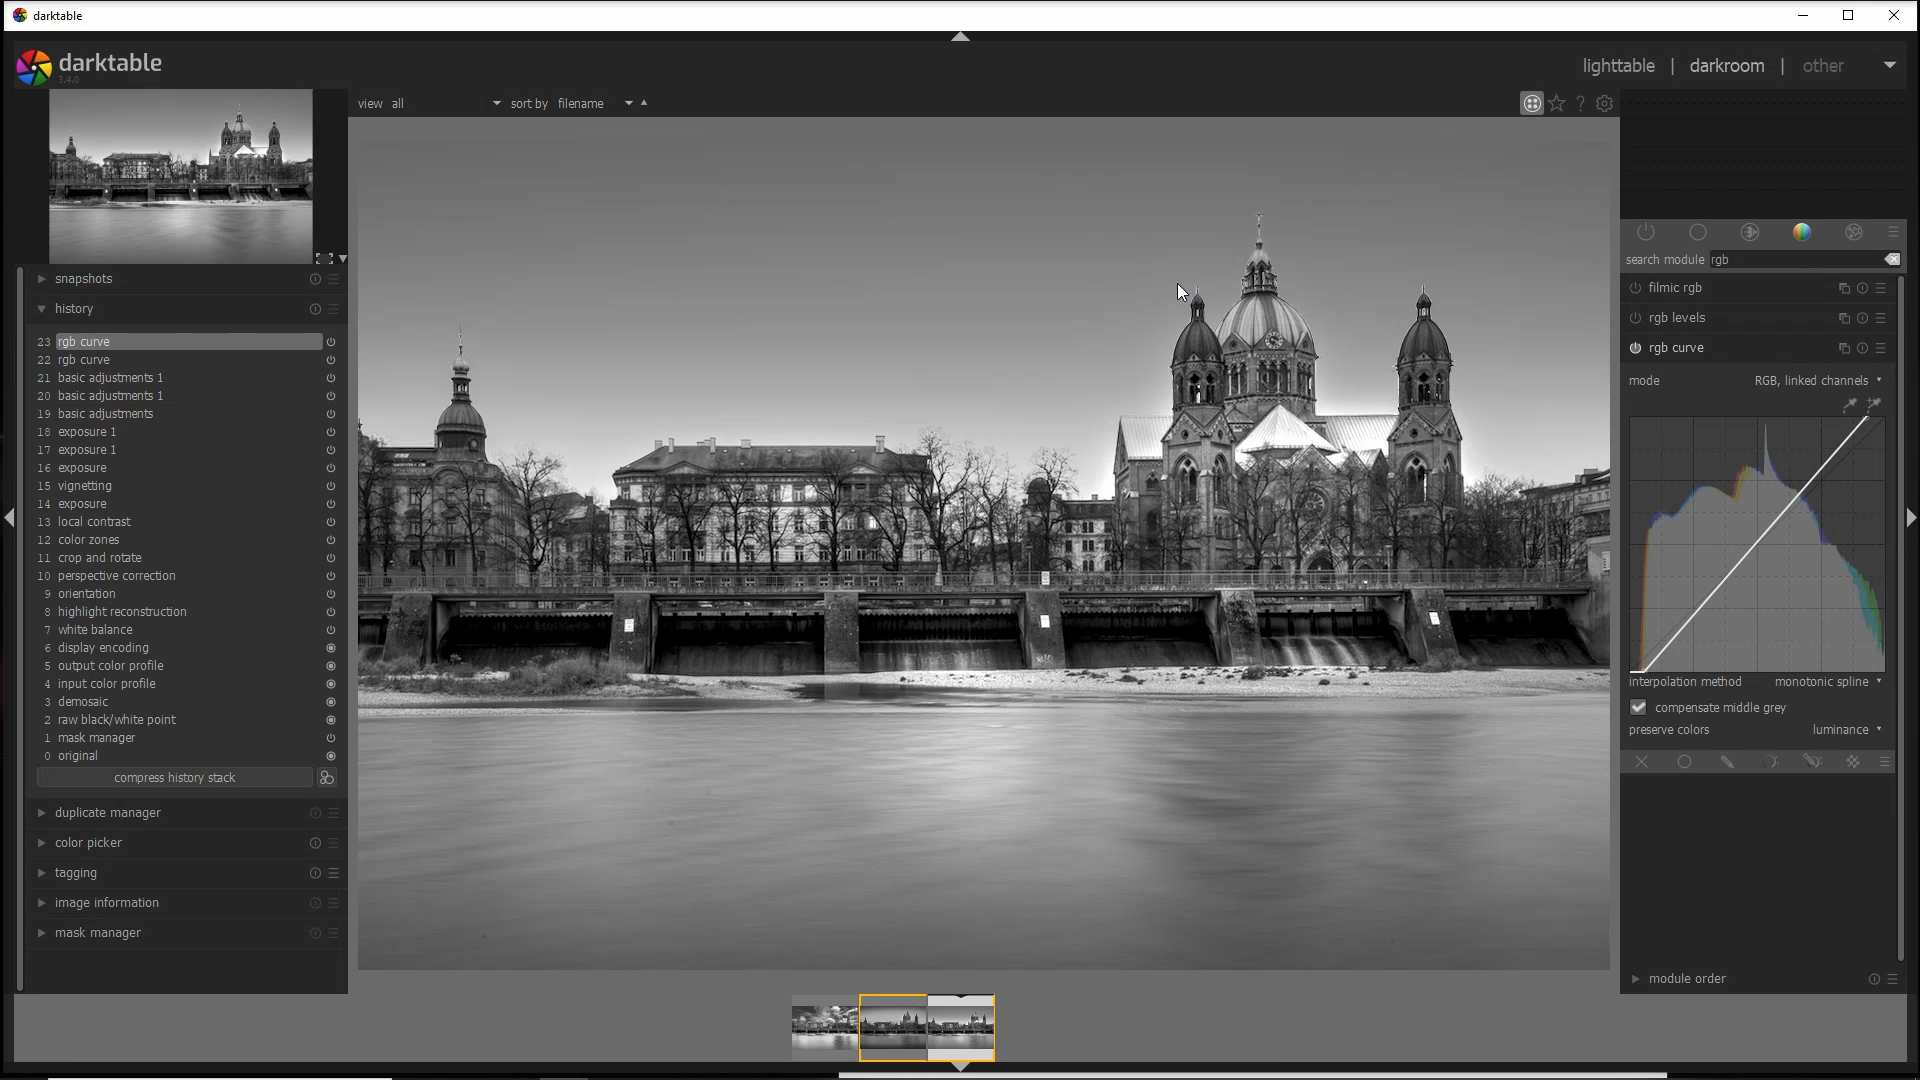 darktable
darktable
3.4.0
lighttable | darkroom | other
view all sort by filename
?
snapshots
history
23 rgb curve
22 rgb curve
21 basic adjustments 1
20 basic adjustments 1
19 basic adjustments
18 exposure 1
17 exposure 1
16 exposure
15 vignetting
14 exposure
13 local contrast
12 color zones
11 crop and rotate
10 perspective correction
9 orientation
8 highlight reconstruction
7 white balance
6 display encoding
5 output color profile
4 input color profile
3 demosaic
2 raw black/white point
1 mask manager
0 original
compress history stack
duplicate manager
color picker
tagging
image information
mask manager
search module rgb
filmic rgb
rgb levels
rgb curve
mode RGB, linked channels
interpolation method monotonic spline
compensate middle grey
preserve colors luminance
module order